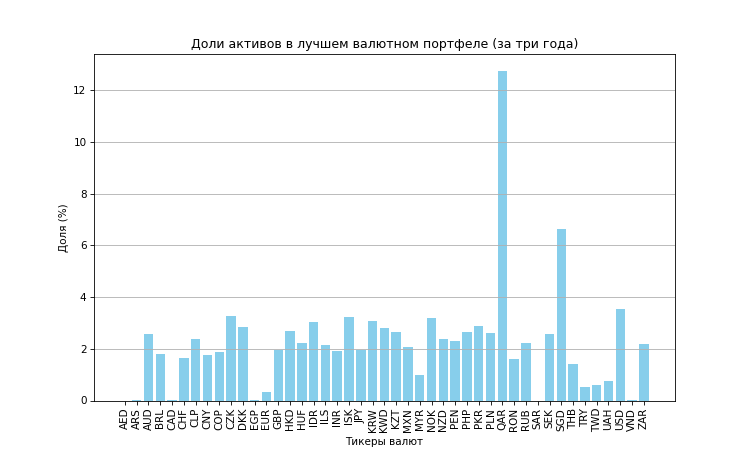 Доли активов в лучшем валютном портфеле (за три года)
Доля (%)
12
10
8
6
4
2
0
AED ARS AUD BRL CAD CHF CLP CNY COP CZK DKK EGP EUR GBP HKD HUF IDR ILS INR ISK JPY KRW KWD KZT MXN MYR NOK NZD PEN PHP PKR PLN QAR RON RUB SAR SEK SGD THB TRY TWD UAH USD VND ZAR
Тикеры валют